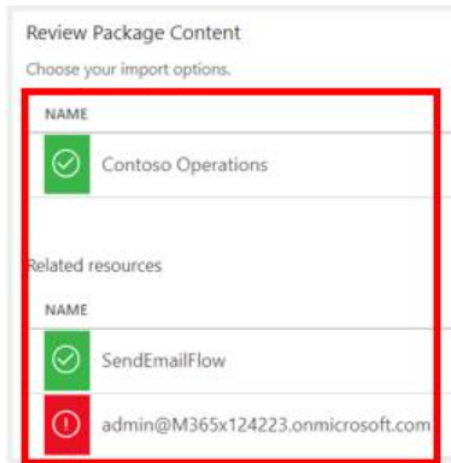 Review Package Content
Choose your import options.
NAME
Contoso Operations
Related resources
NAME
SendEmailFlow
admin@M365x124223.onmicrosoft.com